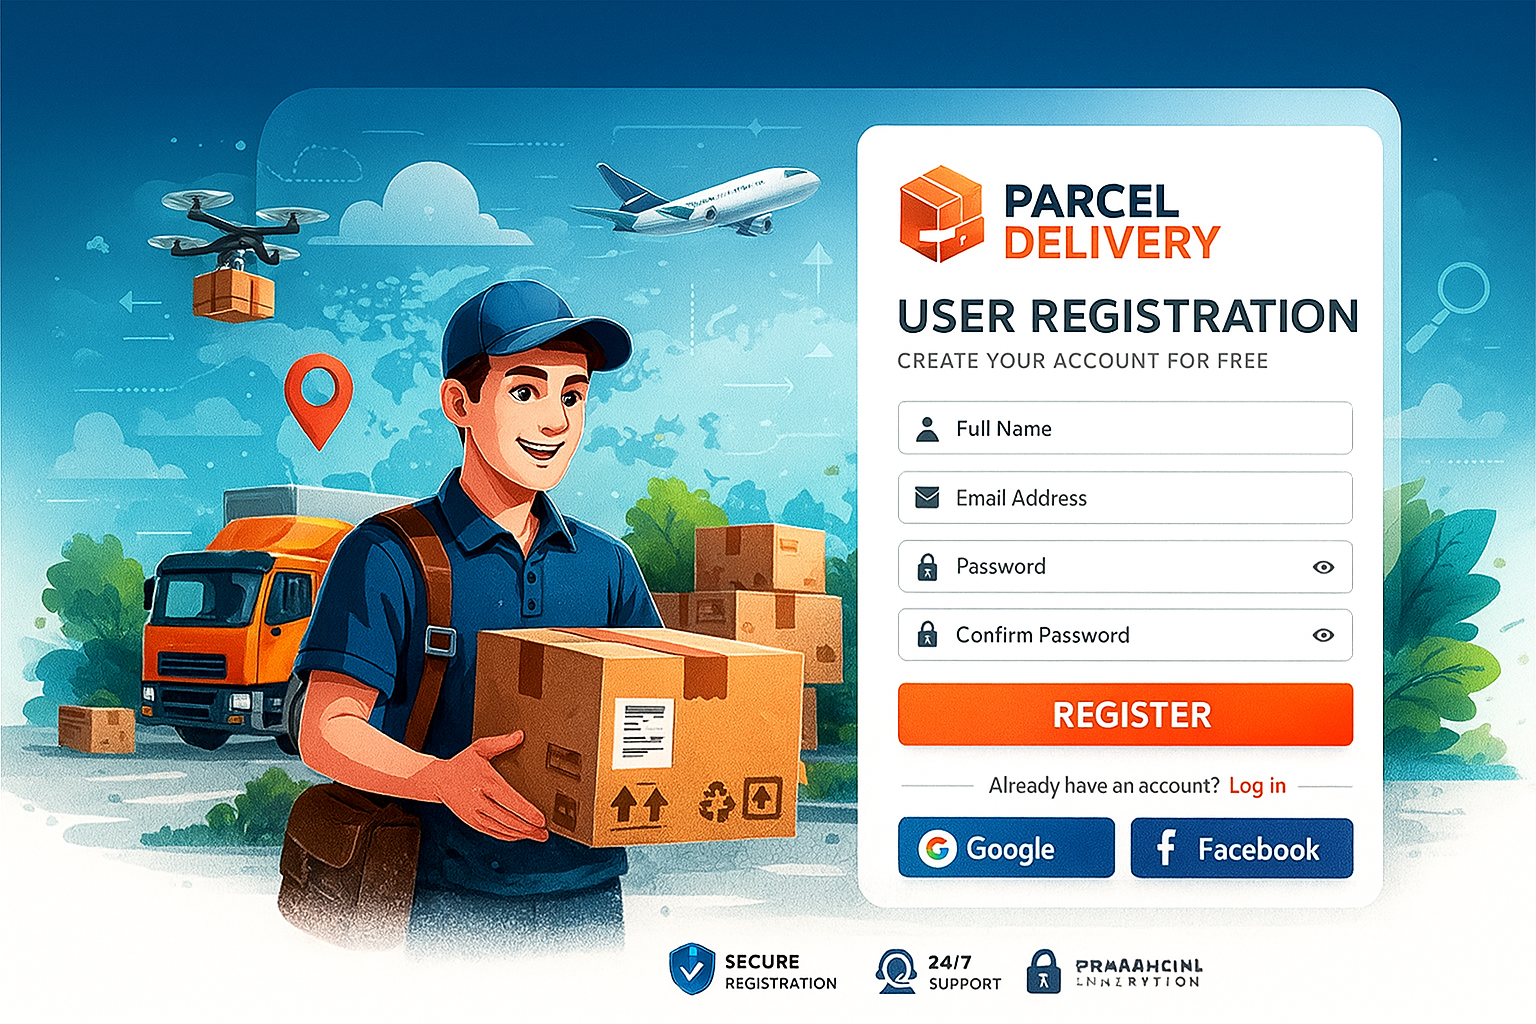 PARCEL
DELIVERY
USER REGISTRATION
CREATE YOUR ACCOUNT FOR FREE
Full Name
Email Address
Password
Confirm Password
REGISTER
Already have an account? Log in
Google
Facebook
SECURE
REGISTRATION
24/7
SUPPORT